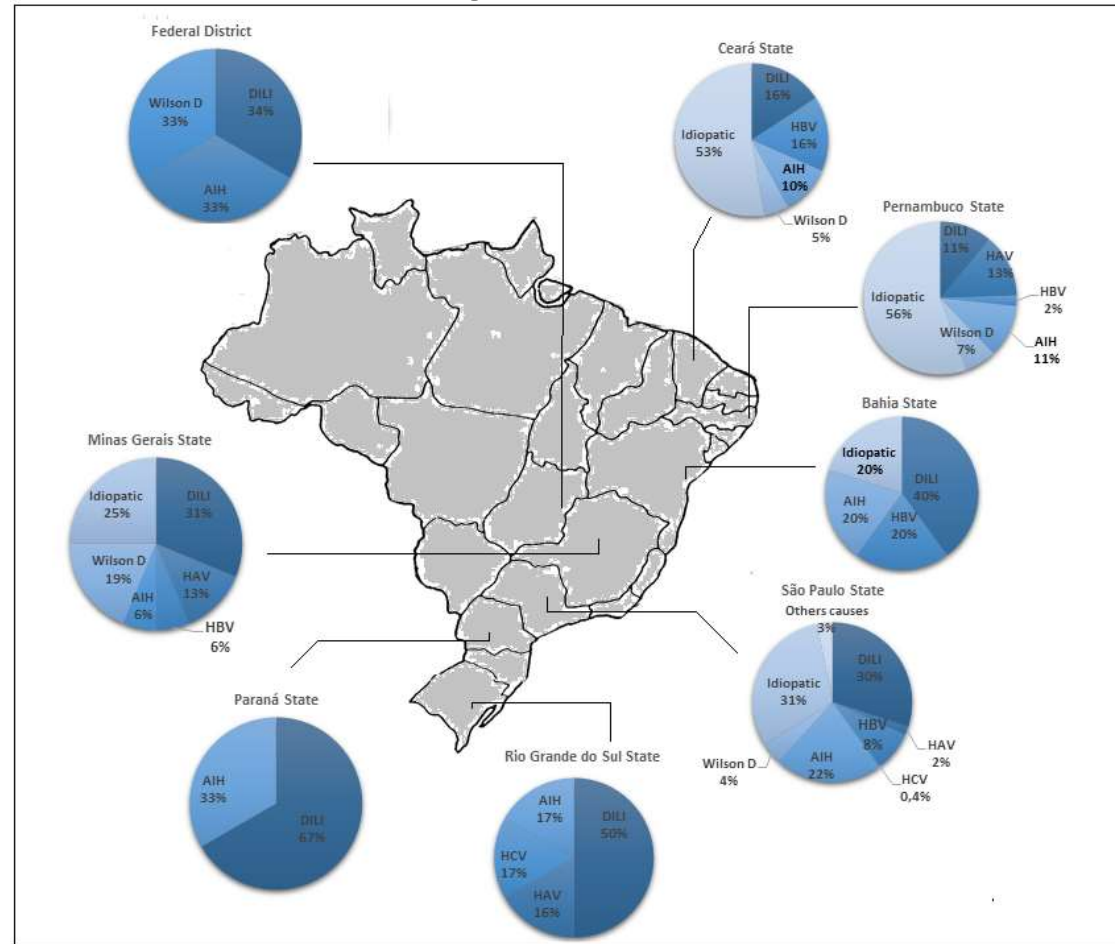 Federal District
Wilson D
33%
DILI
34%
AIH
33%
Ceará State
DILI
16%
HBV
16%
AIH
10%
Wilson D
5%
Idiopatic
53%
Pernambuco State
DILI
11%
HAV
13%
HBV
2%
AIH
11%
Wilson D
7%
Idiopatic
56%
Bahia State
Idiopatic
20%
DILI
40%
AIH
20%
HBV
20%
Minas Gerais State
Idiopatic
25%
DILI
31%
Wilson D
19%
HAV
13%
AIH
6%
HBV
6%
São Paulo State
Others causes
3%
DILI
30%
Idiopatic
31%
HBV
8%
HAV
2%
Wilson D
4%
AIH
22%
HCV
0,4%
Paraná State
AIH
33%
DILI
67%
Rio Grande do Sul State
AIH
17%
DILI
50%
HCV
17%
HAV
16%